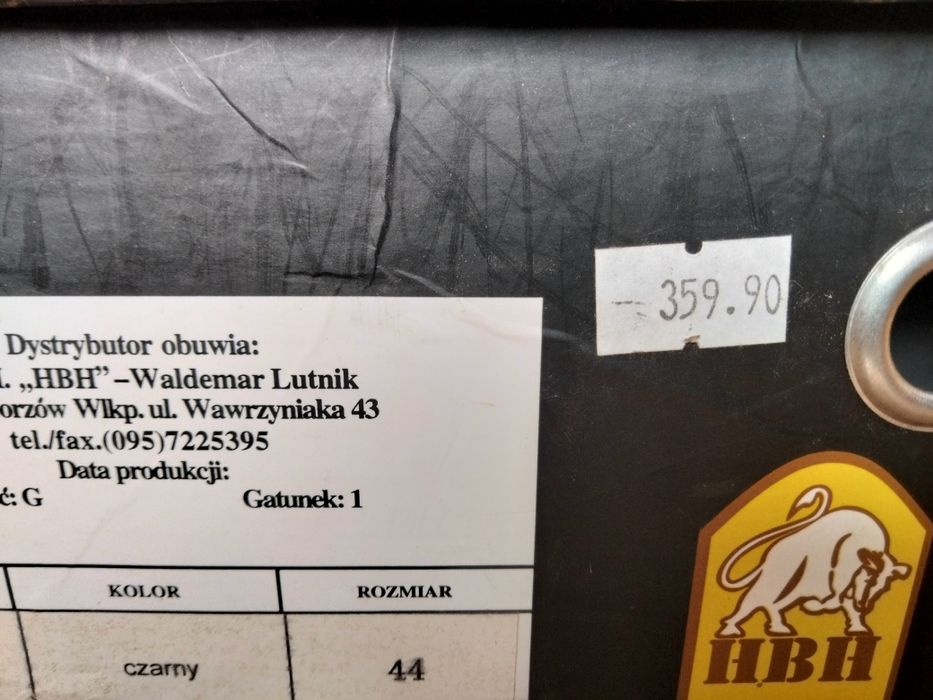 359.90
Dystrybutor obuwia:
„HBH” – Waldemar Lutnik
Wlkp. ul. Wawrzyniaka 43
tel./fax.(095)7225395
Data produkcji:
G Gatunek: 1
KOLOR ROZMIAR
czarny 44
HBH